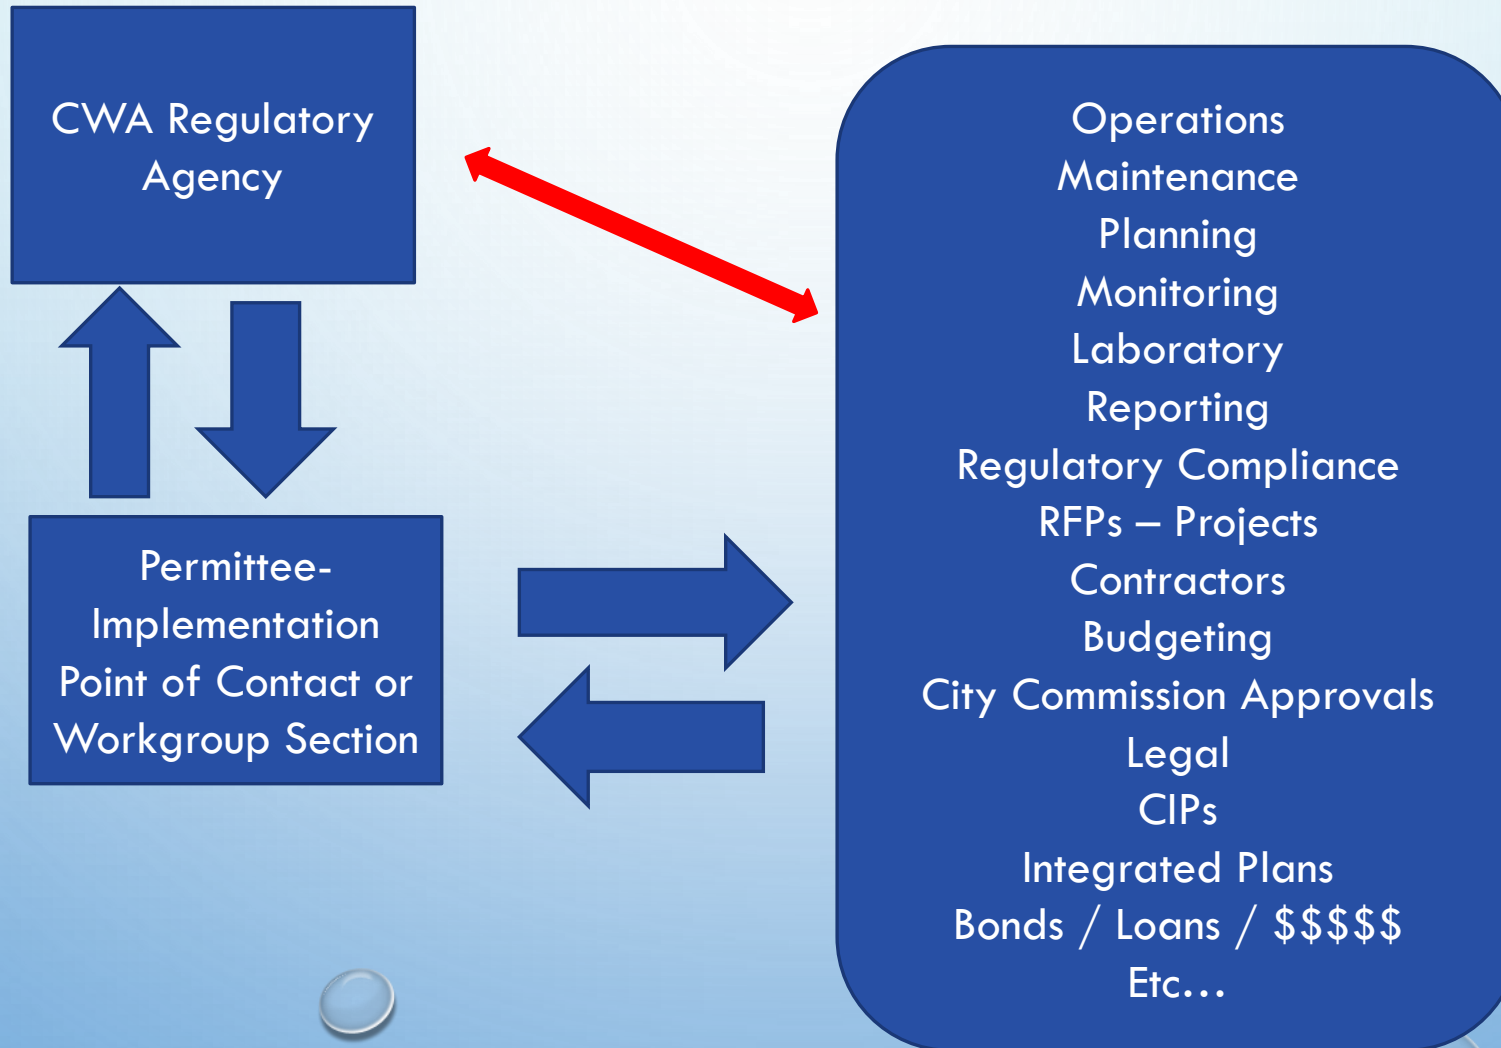 CWA Regulatory
Agency
Permittee-
Implementation
Point of Contact or
Workgroup Section
Operations
Maintenance
Planning
Monitoring
Laboratory
Reporting
Regulatory Compliance
RFPs – Projects
Contractors
Budgeting
City Commission Approvals
Legal
CIPs
Integrated Plans
Bonds / Loans / $$$$$
Etc…